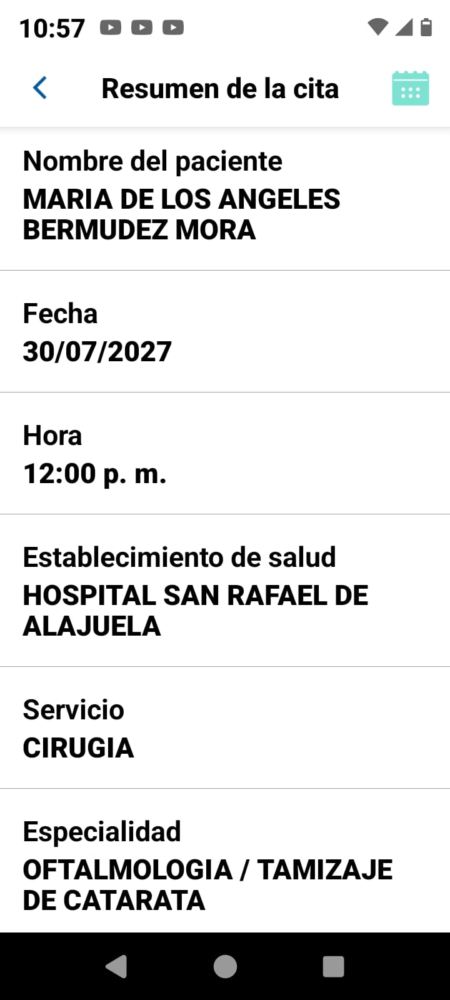 10:57
Resumen de la cita
Nombre del paciente
MARIA DE LOS ANGELES
BERMUDEZ MORA
Fecha
30/07/2027
Hora
12:00 p. m.
Establecimiento de salud
HOSPITAL SAN RAFAEL DE
ALAJUELA
Servicio
CIRUGIA
Especialidad
OFTALMOLOGIA / TAMIZAJE
DE CATARATA